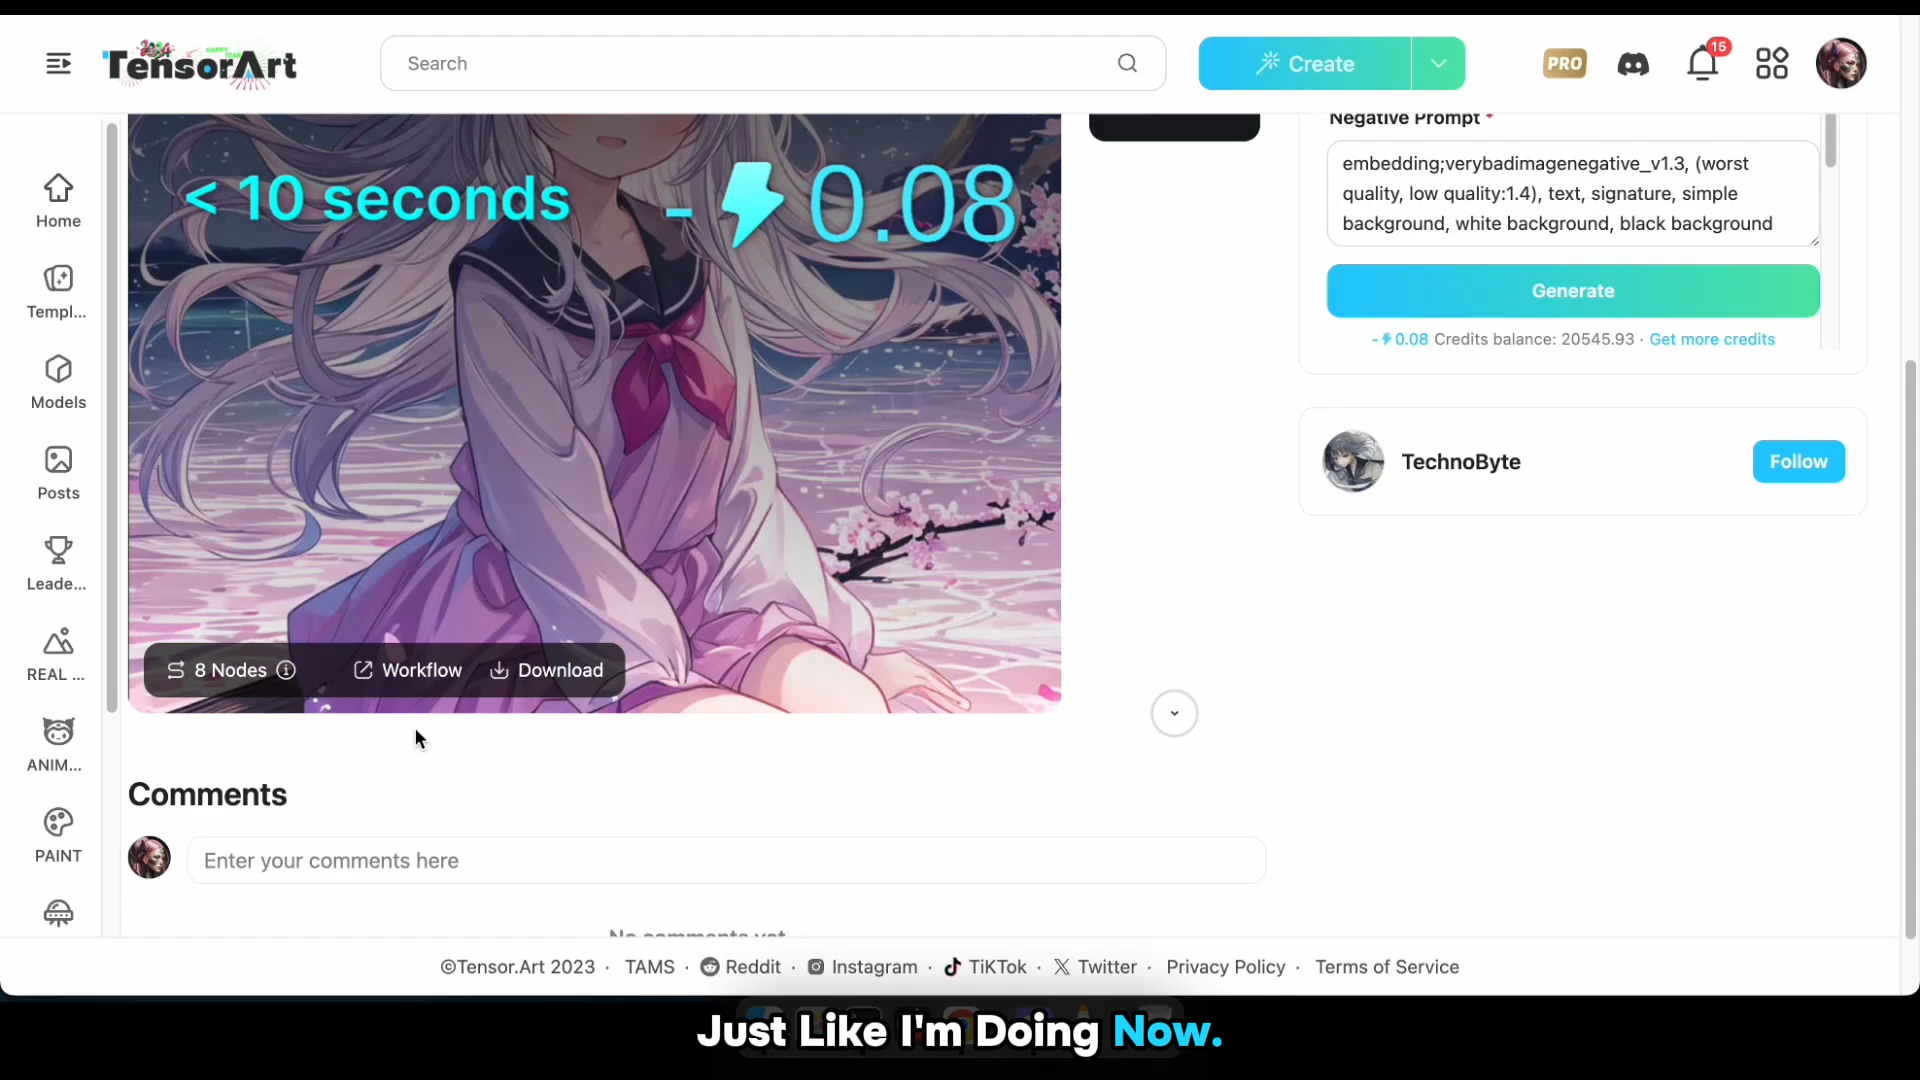 TensorArt
Search
Create
PRO
15
Home
Templ...
Models
Posts
Leade...
REAL ...
ANIM...
PAINT
< 10 seconds
- 0.08
8 Nodes
Workflow
Download
Negative Prompt *
embedding;verybadimagenegative_v1.3, (worst
quality, low quality:1.4), text, signature, simple
background, white background, black background
Generate
-0.08 Credits balance: 20545.93 · Get more credits
TechnoByte
Follow
Comments
Enter your comments here
No comments yet
©Tensor.Art 2023 · TAMS · Reddit · Instagram · TiKTok · Twitter · Privacy Policy · Terms of Service
Just Like I'm Doing Now.